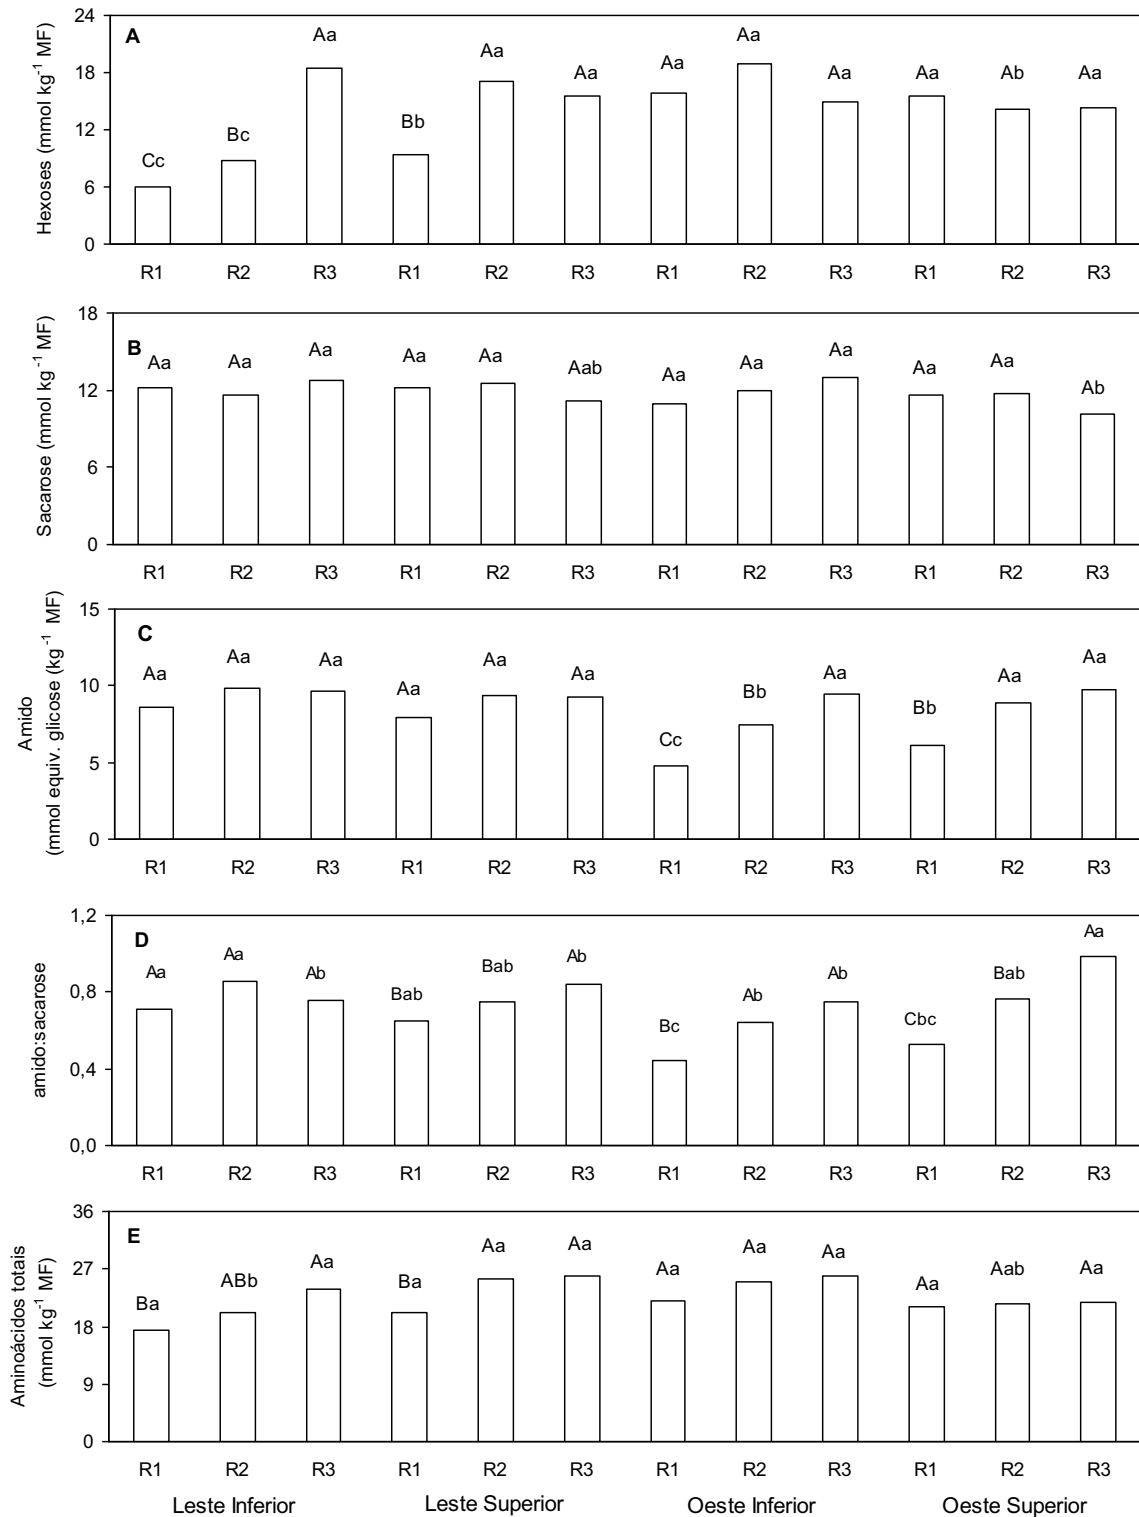 A
Hexoses (mmol kg⁻¹ MF)
24
18
12
6
0
Cc Bc Aa Bb Aa Aa Aa Aa Aa Aa Ab Aa
R1 R2 R3 R1 R2 R3 R1 R2 R3 R1 R2 R3
B
Sacarose (mmol kg⁻¹ MF)
18
12
6
0
Aa Aa Aa Aa Aa Aab Aa Aa Aa Aa Aa Ab
R1 R2 R3 R1 R2 R3 R1 R2 R3 R1 R2 R3
C
Amido
(mmol equiv. glicose (kg⁻¹ MF)
15
10
5
0
Aa Aa Aa Aa Aa Aa Cc Bb Aa Bb Aa Aa
R1 R2 R3 R1 R2 R3 R1 R2 R3 R1 R2 R3
D
amido:sacarose
1,2
0,8
0,4
0,0
Aa Aa Ab Bab Bab Ab Bc Ab Ab Cbc Bab Aa
R1 R2 R3 R1 R2 R3 R1 R2 R3 R1 R2 R3
E
Aminoácidos totais
(mmol kg⁻¹ MF)
36
27
18
9
0
Ba ABb Aa Ba Aa Aa Aa Aa Aa Aa Aab Aa
R1 R2 R3 R1 R2 R3 R1 R2 R3 R1 R2 R3
Leste Inferior Leste Superior Oeste Inferior Oeste Superior